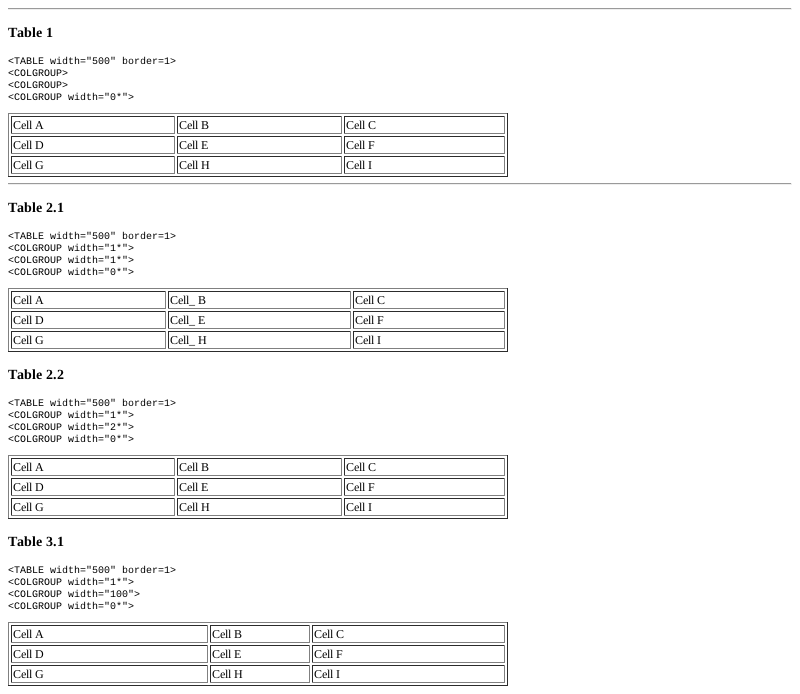 Table 1
<TABLE width="500" border=1>
<COLGROUP>
<COLGROUP>
<COLGROUP width="0*">
Cell A Cell B Cell C
Cell D Cell E Cell F
Cell G Cell H Cell I
Table 2.1
<TABLE width="500" border=1>
<COLGROUP width="1*">
<COLGROUP width="1*">
<COLGROUP width="0*">
Cell A Cell_ B Cell C
Cell D Cell_ E Cell F
Cell G Cell_ H Cell I
Table 2.2
<TABLE width="500" border=1>
<COLGROUP width="1*">
<COLGROUP width="2*">
<COLGROUP width="0*">
Cell A Cell B Cell C
Cell D Cell E Cell F
Cell G Cell H Cell I
Table 3.1
<TABLE width="500" border=1>
<COLGROUP width="1*">
<COLGROUP width="100">
<COLGROUP width="0*">
Cell A Cell B Cell C
Cell D Cell E Cell F
Cell G Cell H Cell I